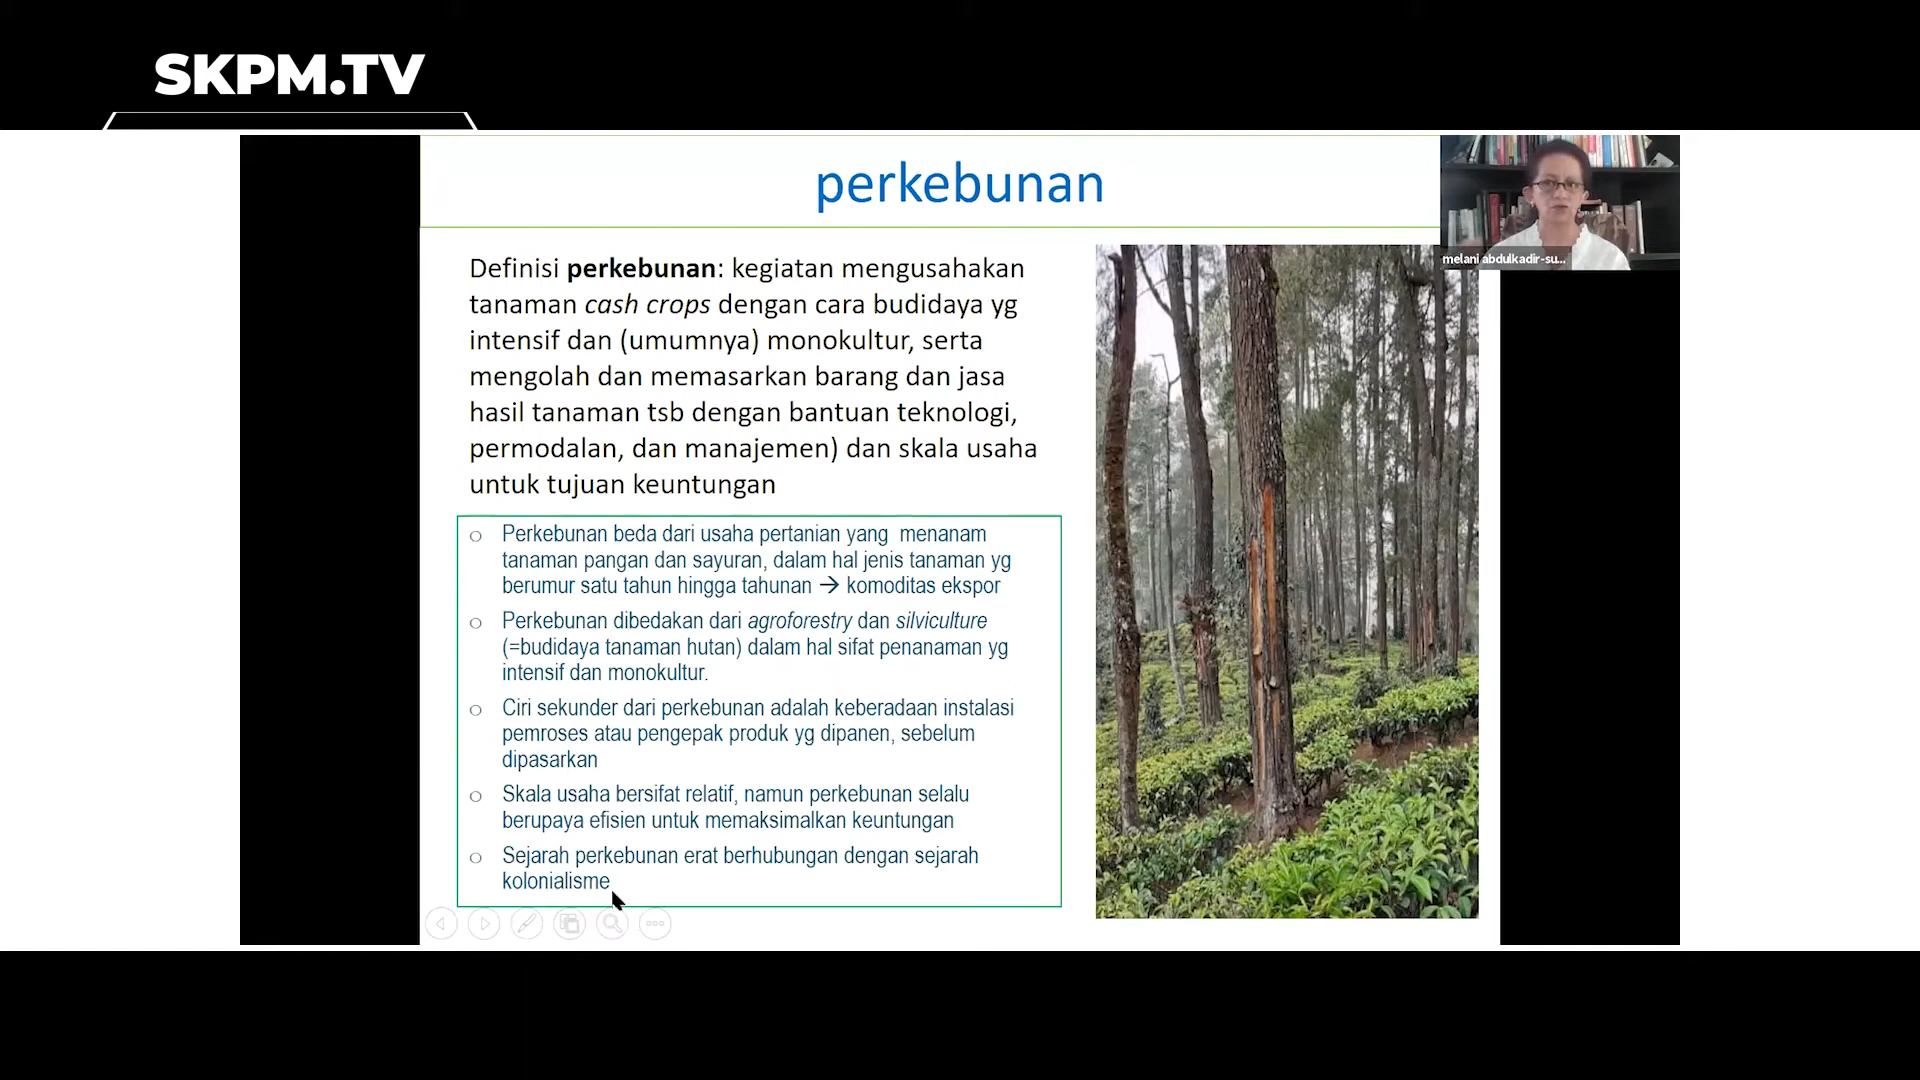 SKPM.TV
perkebunan
melani abdulkadir-su...
Definisi perkebunan: kegiatan mengusahakan
tanaman cash crops dengan cara budidaya yg
intensif dan (umumnya) monokultur, serta
mengolah dan memasarkan barang dan jasa
hasil tanaman tsb dengan bantuan teknologi,
permodalan, dan manajemen) dan skala usaha
untuk tujuan keuntungan
○ Perkebunan beda dari usaha pertanian yang menanam
tanaman pangan dan sayuran, dalam hal jenis tanaman yg
berumur satu tahun hingga tahunan → komoditas ekspor
○ Perkebunan dibedakan dari agroforestry dan silviculture
(=budidaya tanaman hutan) dalam hal sifat penanaman yg
intensif dan monokultur.
○ Ciri sekunder dari perkebunan adalah keberadaan instalasi
pemroses atau pengepak produk yg dipanen, sebelum
dipasarkan
○ Skala usaha bersifat relatif, namun perkebunan selalu
berupaya efisien untuk memaksimalkan keuntungan
○ Sejarah perkebunan erat berhubungan dengan sejarah
kolonialisme